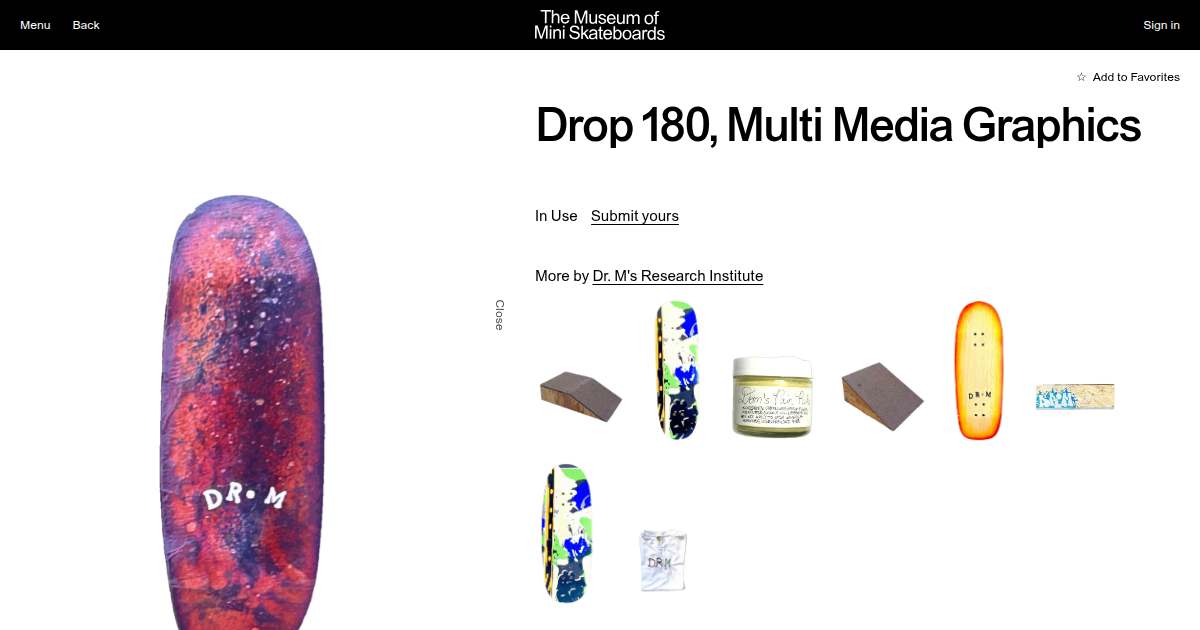 Menu
Back
The Museum of
Mini Skateboards
Sign in
☆ Add to Favorites
Drop 180, Multi Media Graphics
In Use
Submit yours
More by Dr. M's Research Institute
Close
DR•M
DR•M
DRM